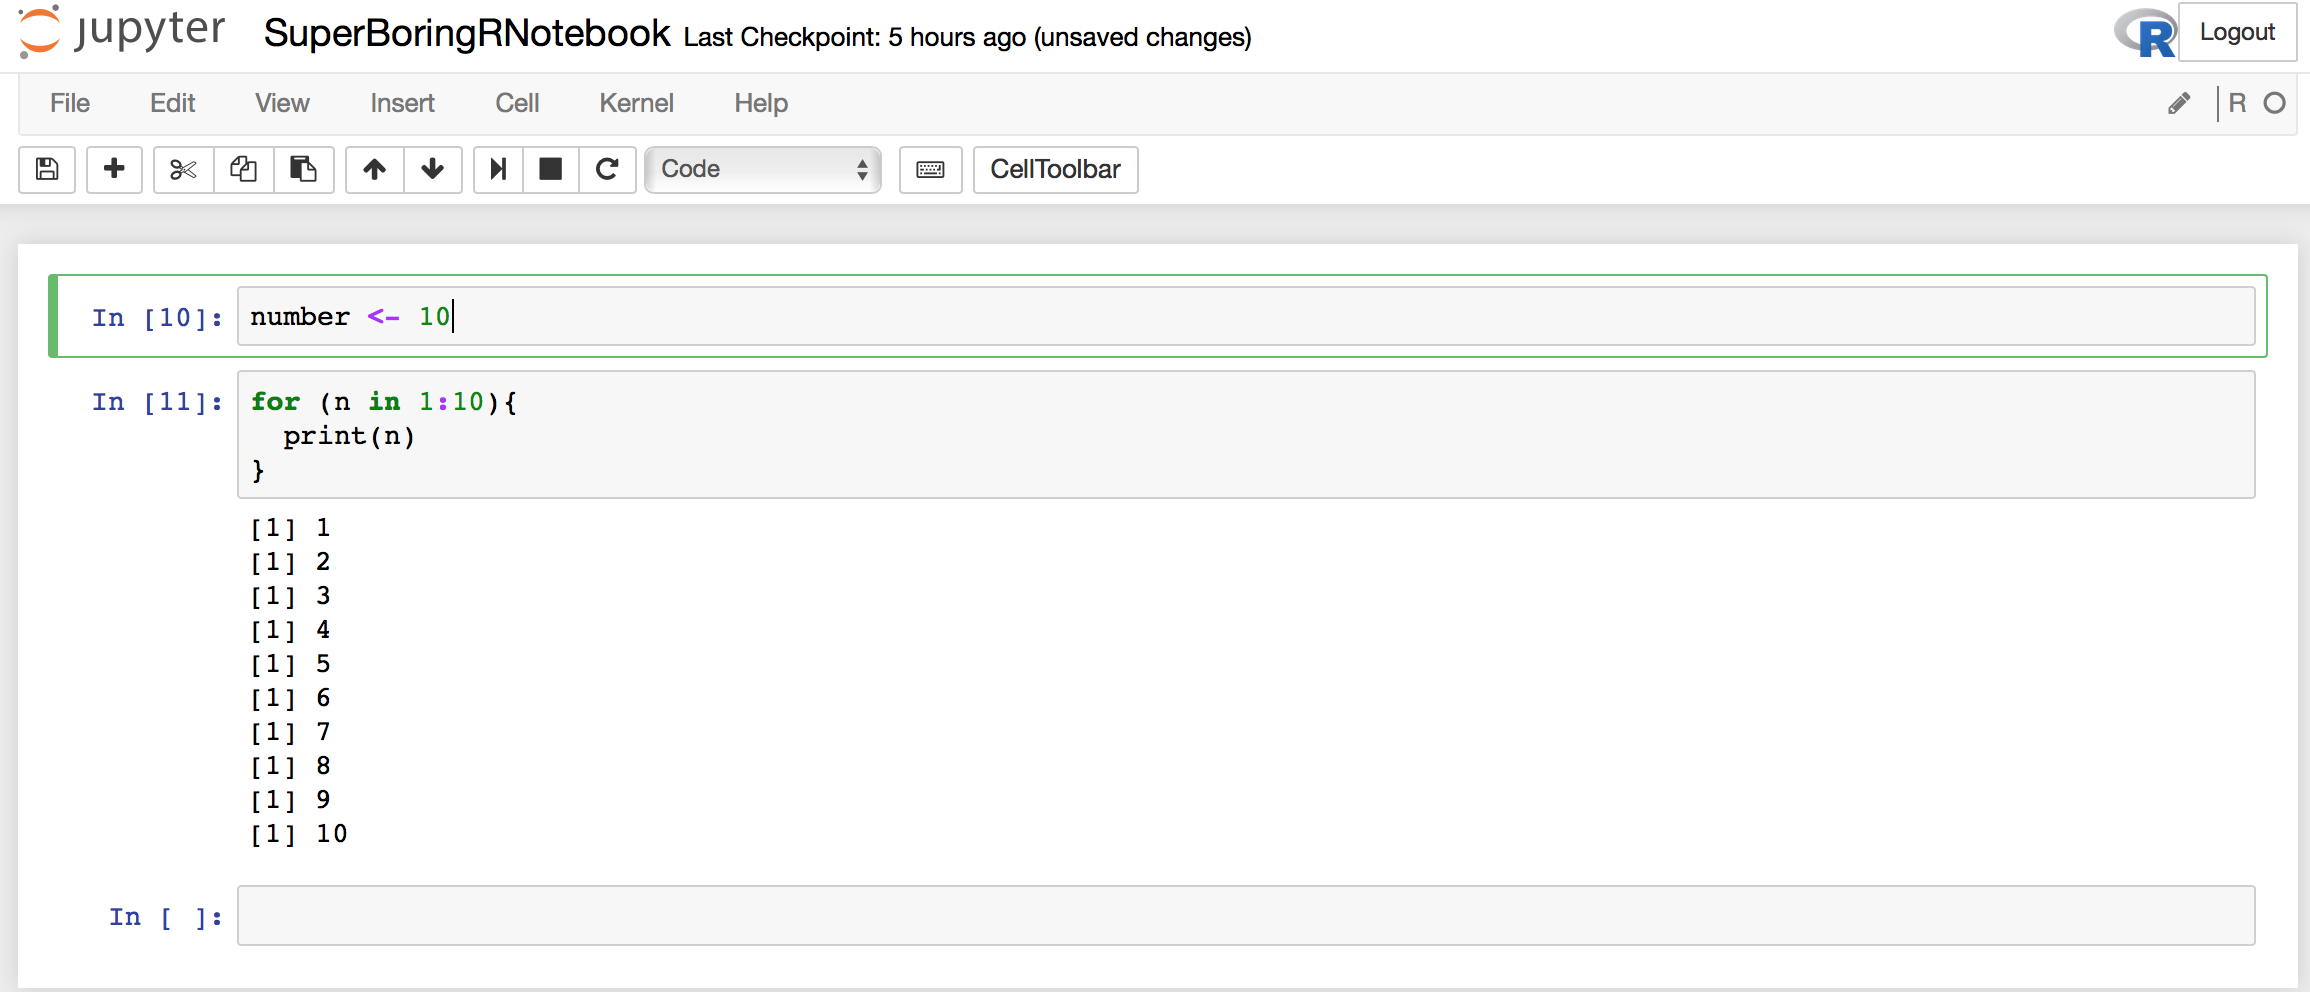 jupyter SuperBoringRNotebook Last Checkpoint: 5 hours ago (unsaved changes) R Logout
File Edit View Insert Cell Kernel Help R
Code CellToolbar
In [10]: number <- 10
In [11]: for (n in 1:10){
  print(n)
}
[1] 1
[1] 2
[1] 3
[1] 4
[1] 5
[1] 6
[1] 7
[1] 8
[1] 9
[1] 10
In [ ]: